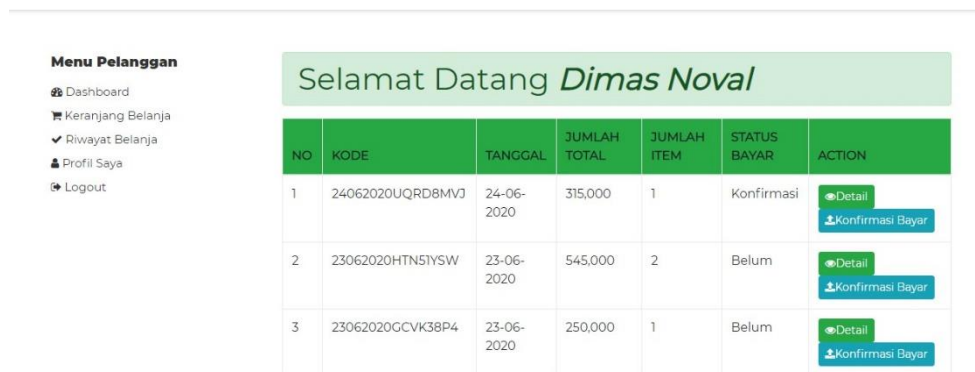 Menu Pelanggan
Dashboard
Keranjang Belanja
Riwayat Belanja
Profil Saya
Logout
Selamat Datang Dimas Noval
NO KODE TANGGAL JUMLAH TOTAL JUMLAH ITEM STATUS BAYAR ACTION
1 24062020UQRD8MVJ 24-06-2020 315,000 1 Konfirmasi Detail
Konfirmasi Bayar
2 23062020HTN51YSW 23-06-2020 545,000 2 Belum Detail
Konfirmasi Bayar
3 23062020GCVK38P4 23-06-2020 250,000 1 Belum Detail
Konfirmasi Bayar